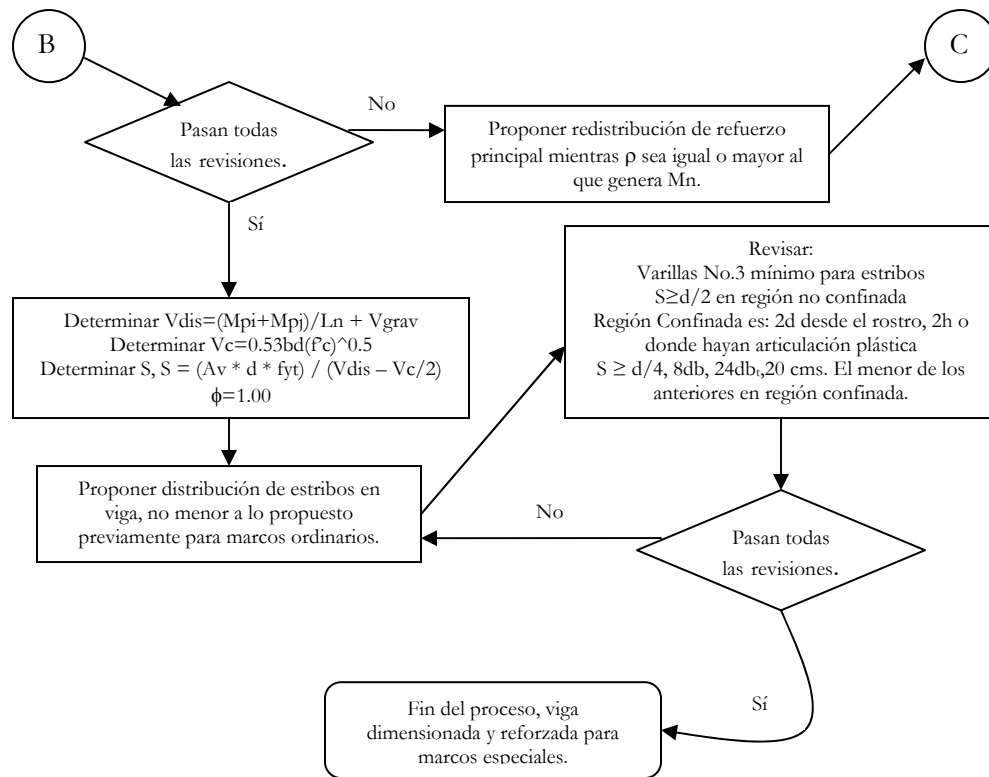 B
C
No
Pasan todas
las revisiones.
Proponer redistribución de refuerzo
principal mientras ρ sea igual o mayor al
que genera Mn.
Sí
Determinar Vdis=(Mpi+Mpj)/Ln + Vgrav
Determinar Vc=0.53bd(f'c)^0.5
Determinar S, S = (Av * d * fyt) / (Vdis – Vc/2)
ϕ=1.00
Revisar:
Varillas No.3 mínimo para estribos
S≥d/2 en región no confinada
Región Confinada es: 2d desde el rostro, 2h o
donde hayan articulación plástica
S ≥ d/4, 8db, 24dbₜ,20 cms. El menor de los
anteriores en región confinada.
Proponer distribución de estribos en
viga, no menor a lo propuesto
previamente para marcos ordinarios.
No
Pasan todas
las revisiones.
Sí
Fin del proceso, viga
dimensionada y reforzada para
marcos especiales.